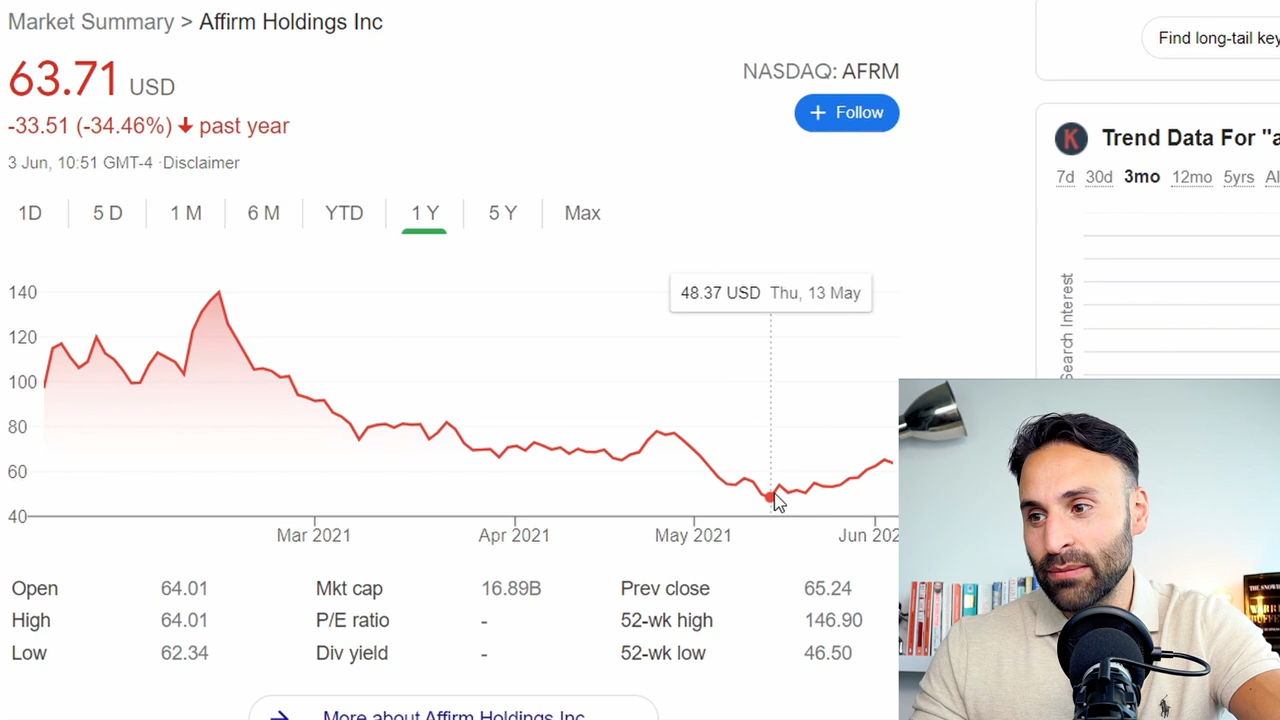 Market Summary > Affirm Holdings Inc
63.71 USD
-33.51 (-34.46%) past year
3 Jun, 10:51 GMT-4 ·Disclaimer
NASDAQ: AFRM
+ Follow
1D 5 D 1 M 6 M YTD 1 Y 5 Y Max
48.37 USD Thu, 13 May
140
120
100
80
60
40
Mar 2021 Apr 2021 May 2021 Jun 202
Open 64.01 Mkt cap 16.89B Prev close 65.24
High 64.01 P/E ratio - 52-wk high 146.90
Low 62.34 Div yield - 52-wk low 46.50
More about Affirm Holdings Inc
Find long-tail key
K
Trend Data For "a
7d 30d 3mo 12mo 5yrs Al
Search Interest
THE SNOW